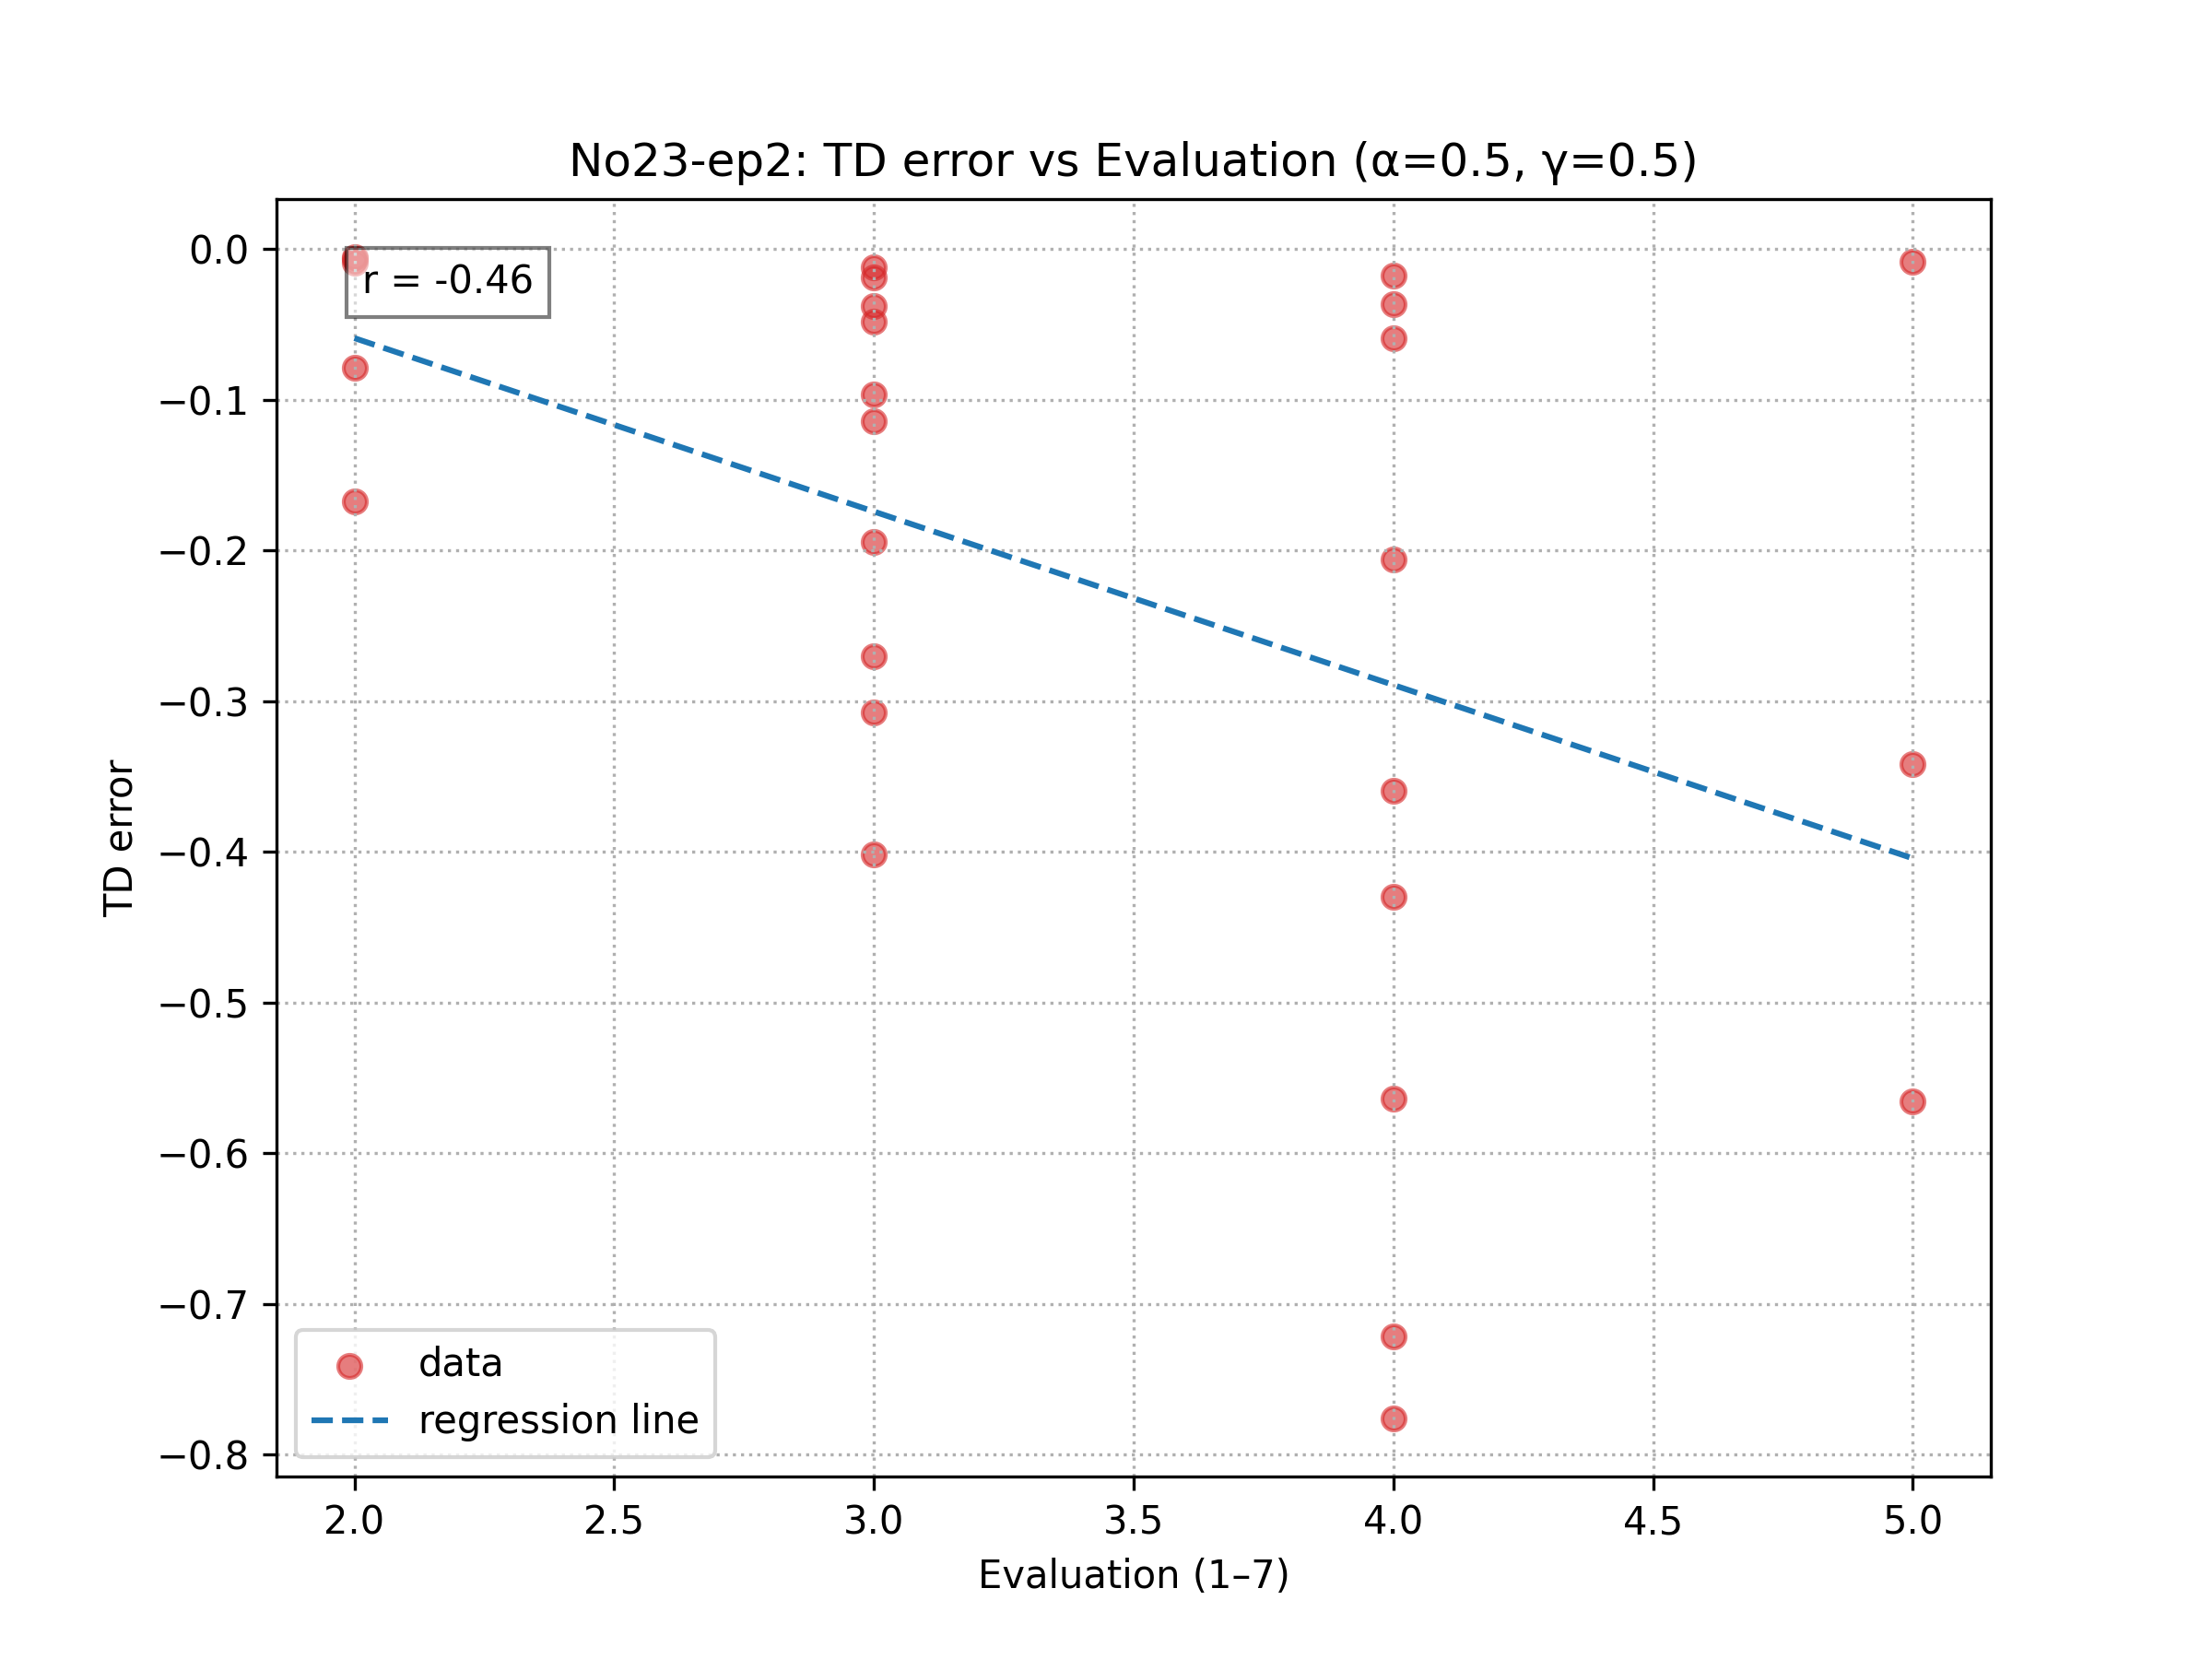 No23-ep2: TD error vs Evaluation (α=0.5, γ=0.5)
0.0
−0.1
−0.2
−0.3
−0.4
−0.5
−0.6
−0.7
−0.8
TD error
r = -0.46
data
regression line
2.0 2.5 3.0 3.5 4.0 4.5 5.0
Evaluation (1–7)